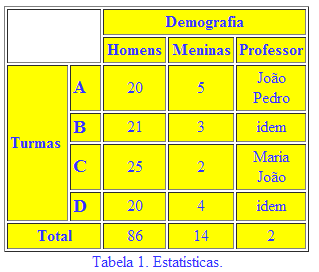 Demografia
Homens Meninas Professor
Turmas
A 20 5 João
Pedro
B 21 3 idem
C 25 2 Maria
João
D 20 4 idem
Total 86 14 2
Tabela 1. Estatisticas.